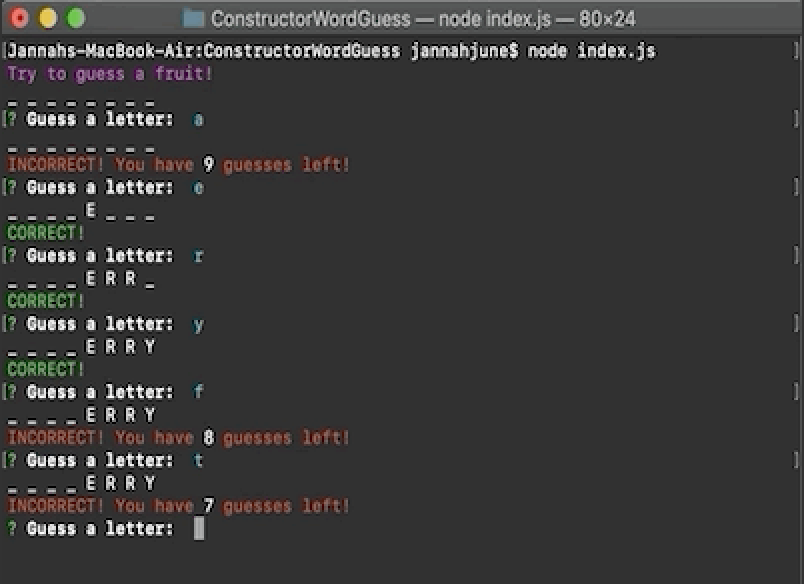 ConstructorWordGuess — node index.js — 80×24
[Jannahs-MacBook-Air:ConstructorWordGuess jannahjune$ node index.js ]
Try to guess a fruit!
_ _ _ _ _ _ _ _
[? Guess a letter: a ]
_ _ _ _ _ _ _ _
INCORRECT! You have 9 guesses left!
[? Guess a letter: e ]
_ _ _ _ E _ _ _
CORRECT!
[? Guess a letter: r ]
_ _ _ _ E R R _
CORRECT!
[? Guess a letter: y ]
_ _ _ _ E R R Y
CORRECT!
[? Guess a letter: f ]
_ _ _ _ E R R Y
INCORRECT! You have 8 guesses left!
[? Guess a letter: t ]
_ _ _ _ E R R Y
INCORRECT! You have 7 guesses left!
? Guess a letter: